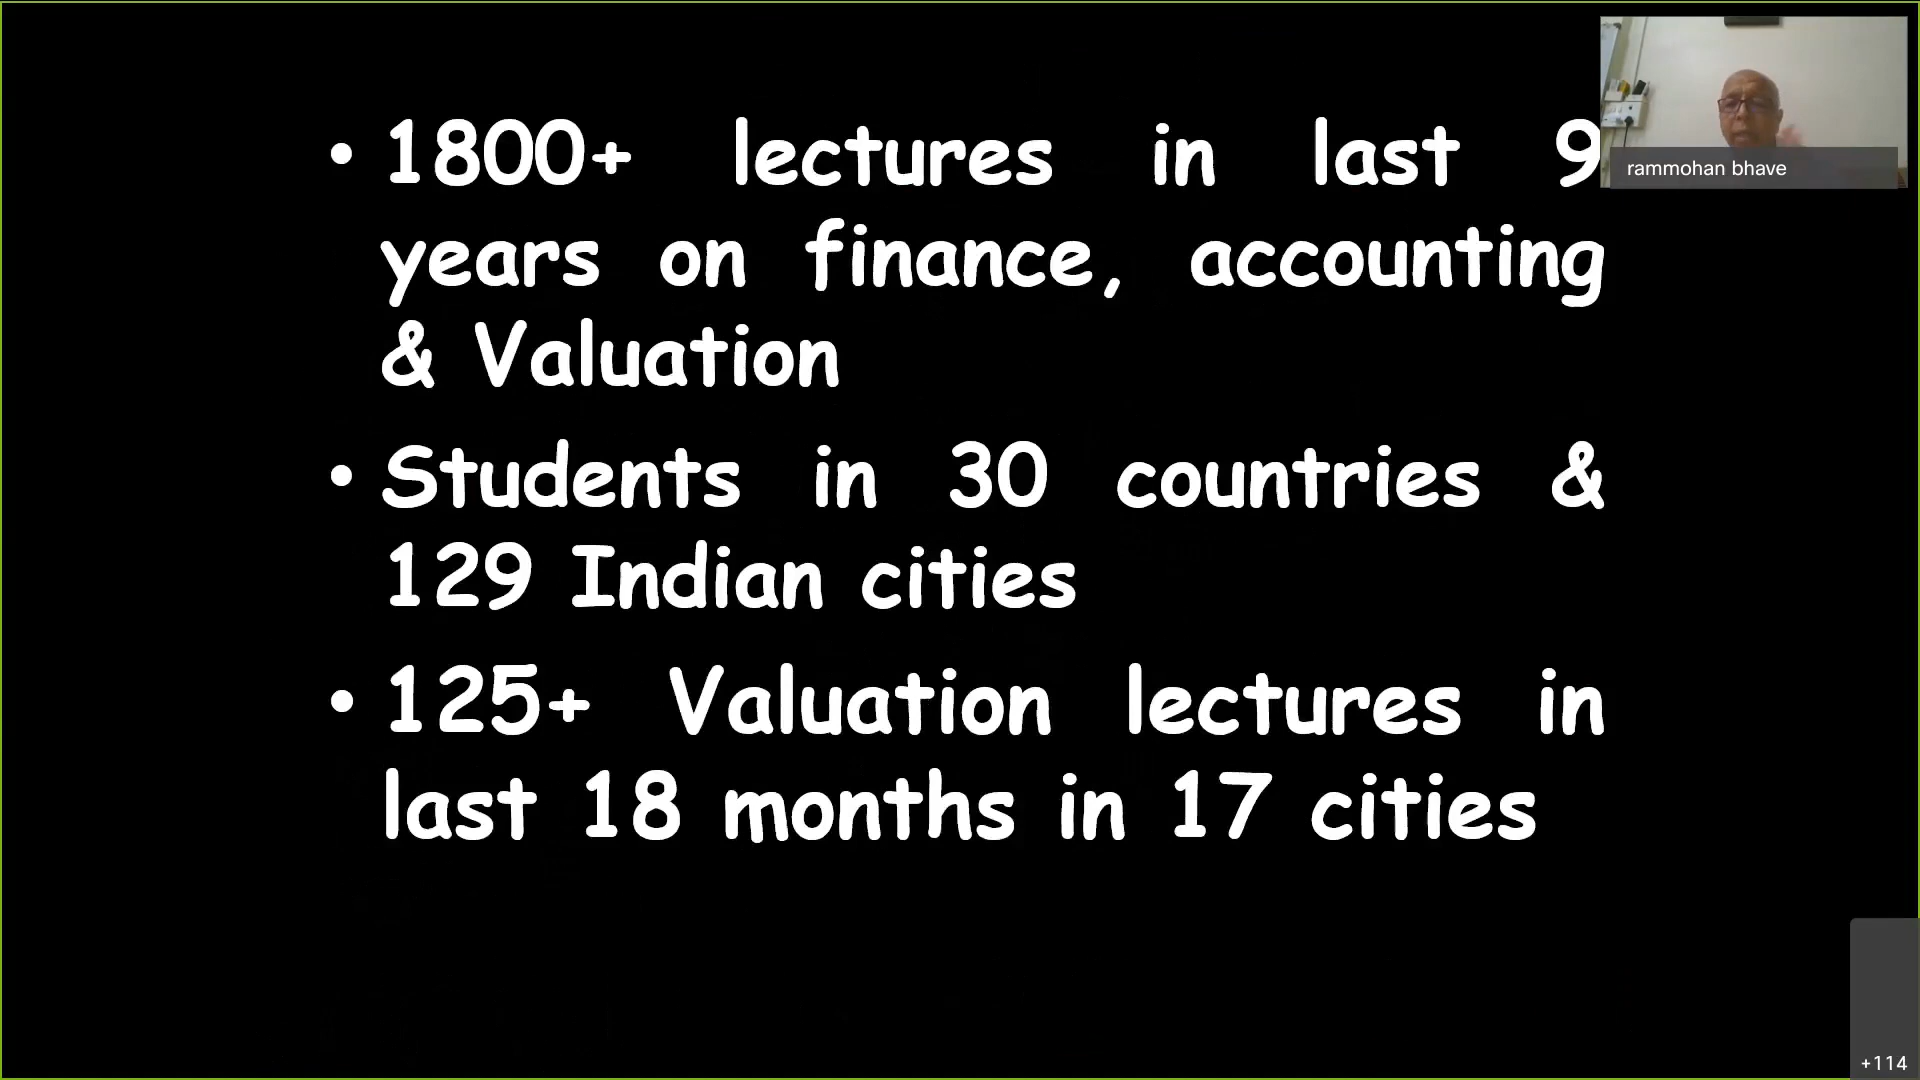 • 1800+ lectures in last 9
years on finance, accounting
& Valuation
• Students in 30 countries &
129 Indian cities
• 125+ Valuation lectures in
last 18 months in 17 cities
rammohan bhave
+114